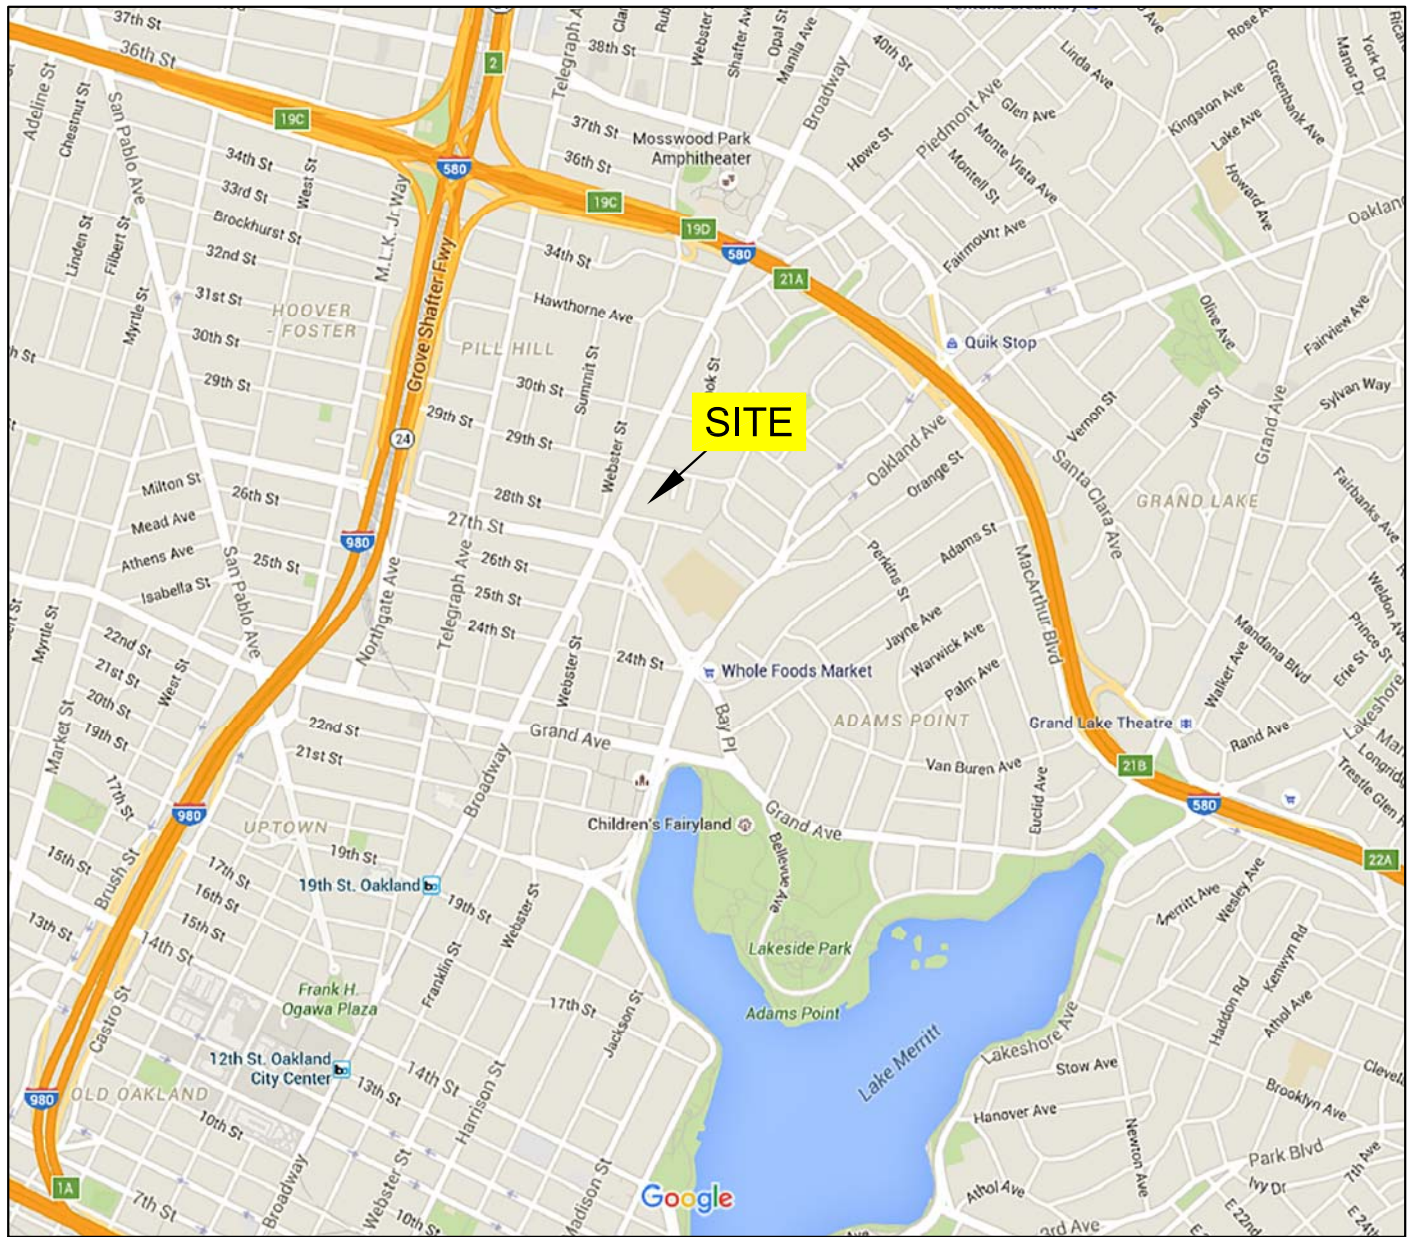 37th St
36th St
Adeline St
Chestnut St
San Pablo Ave
19C
2
Telegraph A
38th St
Webster
Shafter Av
Opal St
Manila Ave
Broadway
40th St
Linda Ave
Rose
Ave
Greenbank Ave
Manor Dr
York Dr
Kingston Ave
Lake Ave
Howard Ave
Glen Ave
Piedmont Ave
Monte Vista Ave
Montell St
Howe St
Fairmount Ave
Oakland
37th St
36th St
Mosswood Park
Amphitheater
580
19C
19D
580
21A
34th St
33rd St
West St
Brockhurst St
32nd St
M.L.K. Jr Way
Linden St
Filbert St
Myrtle St
31st St
30th St
29th St
HOOVER
- FOSTER
Grove Shafter Fwy
34th St
Hawthorne Ave
PILL HILL
30th St
Summit St
ook St
29th St
29th St
Webster St
28th St
SITE
Quik Stop
Olive Ave
Fairview Ave
Sylvan Way
Jean St
Grand Ave
Vernon St
Oakland Ave
Orange St
Santa Clara Ave
GRAND LAKE
Fairbanks Ave
24
h St
Milton St
26th St
Mead Ave
Athens Ave
25th St
Isabella St
San Pablo Ave
980
27th St
26th St
25th St
24th St
Telegraph Ave
Northgate Ave
Webster St
24th St
Perkins St
Adams St
MacArthur Blvd
Jayne Ave
Warwick Ave
Palm Ave
Weldon Ave
Prince St
Erie St
Mandana Blvd
Walker Ave
Lakeshore
Myrtle St
22nd St
21st St
20th St
19th St
West St
Market St
17th St
Whole Foods Market
Bay Pl
ADAMS POINT
Grand Lake Theatre
Rand Ave
Longrid
Trestle Glen R
22nd St
21st St
Grand Ave
Broadway
Van Buren Ave
Euclid Ave
21B
580
22A
980
UPTOWN
Children's Fairyland
Grand Ave
Bellevue Ave
15th St
Brush St
17th St
16th St
15th St
19th St
19th St. Oakland
19th St
Webster St
13th St
14th St
Franklin St
Lakeside Park
Adams Point
Merritt Ave
Wesley Ave
Kenwyn Rd
Haddon Rd
Athol Ave
Frank H.
Ogawa Plaza
Castro St
17th St
Jackson St
Lake Merritt
Lakeshore Ave
Stow Ave
Clevel
12th St. Oakland
City Center
14th St
13th St
Harrison St
980
OLD OAKLAND
10th St
Hanover Ave
Newton Ave
Brooklyn Ave
Park Blvd
7th Ave
Ivy Dr
1A
7th St
Broadway
Webster St
10th St
adison St
Google
Athol Ave
3rd Ave
E 22nd
E 24th